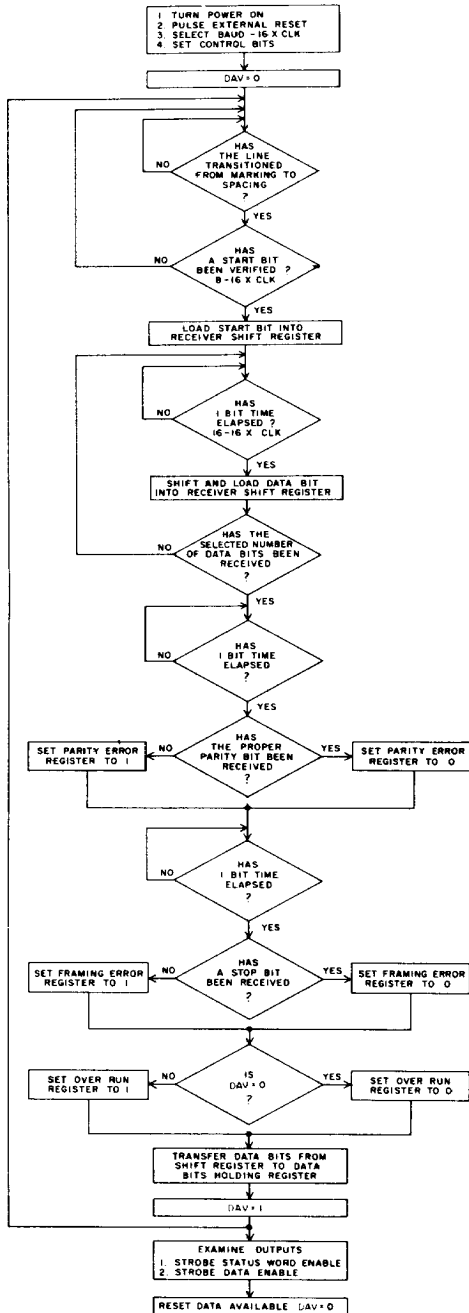 1 TURN POWER ON
2 PULSE EXTERNAL RESET
3 SELECT BAUD - 16 X CLK
4. SET CONTROL BITS
DAV = 0
HAS
THE LINE
TRANSITIONED
FROM MARKING TO
SPACING
?
NO
YES
HAS
A START BIT
BEEN VERIFIED ?
8 - 16 X CLK
NO
YES
LOAD START BIT INTO
RECEIVER SHIFT REGISTER
HAS
1 BIT TIME
ELAPSED ?
16-16 X CLK
NO
YES
SHIFT AND LOAD DATA BIT
INTO RECEIVER SHIFT REGISTER
HAS THE
SELECTED NUMBER
OF DATA BITS BEEN
RECEIVED
?
NO
YES
HAS
1 BIT TIME
ELAPSED
?
NO
YES
HAS
THE PROPER
PARITY BIT BEEN
RECEIVED
?
NO
YES
SET PARITY ERROR
REGISTER TO 1
SET PARITY ERROR
REGISTER TO 0
HAS
1 BIT TIME
ELAPSED
?
NO
YES
HAS
A STOP BIT
BEEN RECEIVED
?
NO
YES
SET FRAMING ERROR
REGISTER TO 1
SET FRAMING ERROR
REGISTER TO 0
IS
DAV = 0
?
NO
YES
SET OVER RUN
REGISTER TO 1
SET OVER RUN
REGISTER TO 0
TRANSFER DATA BITS FROM
SHIFT REGISTER TO DATA
BITS HOLDING REGISTER
DAV = 1
EXAMINE OUTPUTS
1. STROBE STATUS WORD ENABLE
2. STROBE DATA ENABLE
RESET DATA AVAILABLE DAV = 0